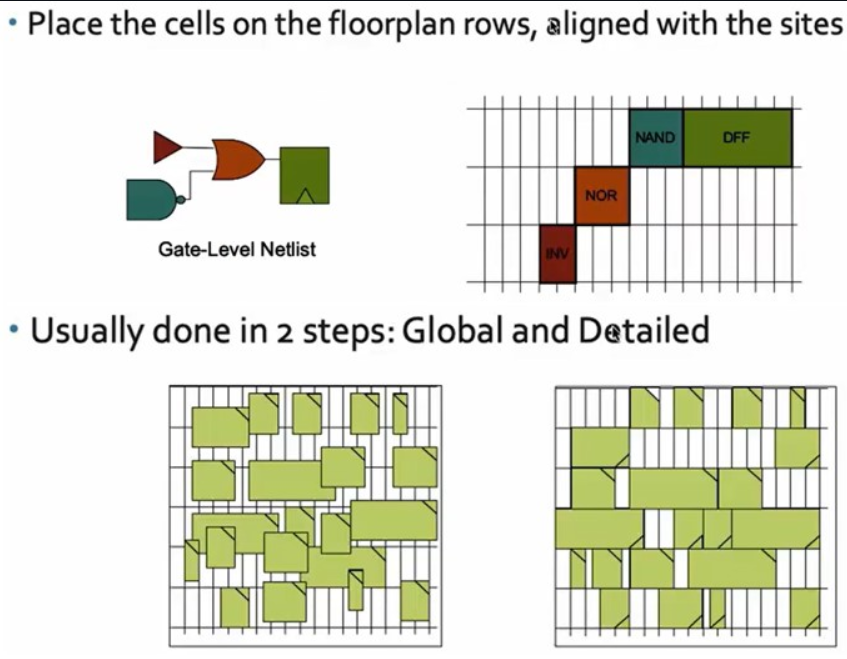 • Place the cells on the floorplan rows, aligned with the sites
NAND DFF
NOR
INV
Gate-Level Netlist
• Usually done in 2 steps: Global and Detailed